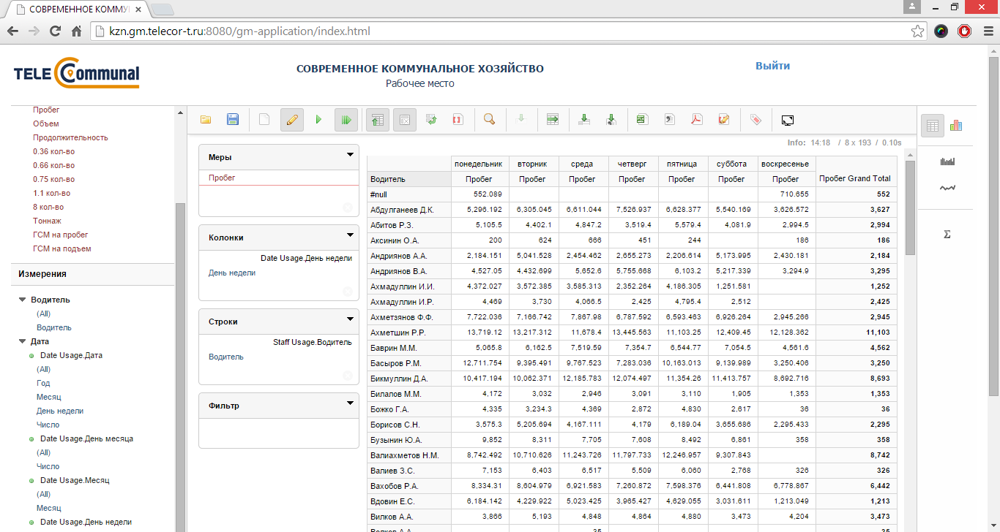 СОВРЕМЕННОЕ КОММУ
kzn.gm.telecor-t.ru:8080/gm-application/index.html
TELE Communal
СОВРЕМЕННОЕ КОММУНАЛЬНОЕ ХОЗЯЙСТВО
Рабочее место
Выйти
Пробег
Объем
Продолжительность
0.36 кол-во
0.66 кол-во
0.75 кол-во
1.1 кол-во
8 кол-во
Тоннаж
ГСМ на пробег
ГСМ на подъем
Измерения
Водитель
(All)
Водитель
Дата
Date Usage.Дата
(All)
Год
Месяц
День недели
Число
Date Usage.День месяца
(All)
Число
Date Usage.Месяц
(All)
Месяц
Date Usage.День недели
Меры
Пробег
Колонки
Date Usage.День недели
День недели
Строки
Staff Usage.Водитель
Водитель
Фильтр
Info: 14:18 / 8 x 193 / 0.10s
понедельник вторник среда четверг пятница суббота воскресенье
Водитель Пробег Пробег Пробег Пробег Пробег Пробег Пробег Пробег Grand Total
#null 552.089 710.655 552
Абдулганеев Д.К. 5,296.192 6,305.045 6,611.044 7,526.937 6,628.377 5,540.169 3,626.572 3,627
Абитов Р.З. 5,105.5 4,402.1 4,847.2 3,519.4 5,579.4 4,081.9 2,994.5 2,994
Аксинин О.А. 200 624 666 451 244 186 186
Андриянов А.А. 2,184.151 5,041.528 2,454.462 2,655.273 2,206.614 5,173.995 2,430.181 2,184
Андриянов В.А. 4,527.05 4,432.699 5,652.6 5,755.668 6,103.2 5,217.339 3,294.9 3,295
Ахмадуллин И.И. 4,372.027 3,572.385 3,585.313 2,352.264 4,186.305 1,251.581 1,252
Ахмадуллин И.Р. 4,469 3,730 4,066.5 2,425 4,795.4 2,512 2,425
Ахметзянов Ф.Ф. 7,722.036 7,166.742 7,867.98 6,787.592 6,593.463 6,926.264 2,945.266 2,945
Ахметшин Р.Р. 13,719.12 13,217.312 11,678.4 13,445.563 11,103.25 12,409.45 12,128.362 11,103
Баврин М.М. 5,065.8 6,162.5 7,519.59 7,354.7 6,544.77 7,054.5 4,561.6 4,562
Басыров Р.М. 12,711.754 9,395.491 9,767.523 7,283.036 10,163.013 9,139.989 3,250.406 3,250
Бикмуллин Д.А. 10,417.194 10,062.371 12,185.783 12,074.497 11,354.26 11,413.757 8,692.716 8,693
Билалов М.М. 4,172 3,032 2,946 3,091 3,110 1,905 1,353 1,353
Божко Г.А. 4,335 3,234.3 4,369 2,872 4,830 2,617 36 36
Борисов С.Н. 3,575.3 5,205.694 4,167.111 4,179 6,189.04 3,655.686 2,295.433 2,295
Бузынин Ю.А. 9,852 8,311 7,705 7,608 8,492 6,861 358 358
Валиахметов Н.М. 8,742.492 10,710.626 11,243.726 11,797.733 12,246.957 9,307.843 8,742
Валиев З.С. 7,153 6,403 6,517 5,509 6,060 2,768 326 326
Вахобов Р.А. 8,334.31 8,604.979 6,921.583 7,260.872 7,598.376 6,441.808 6,778.867 6,442
Вдовин Е.С. 6,184.142 4,229.922 5,023.425 3,965.427 4,629.055 3,031.611 1,213.049 1,213
Вилков А.А. 3,866 5,193 4,848 4,864 4,880 3,473 4,204 3,473